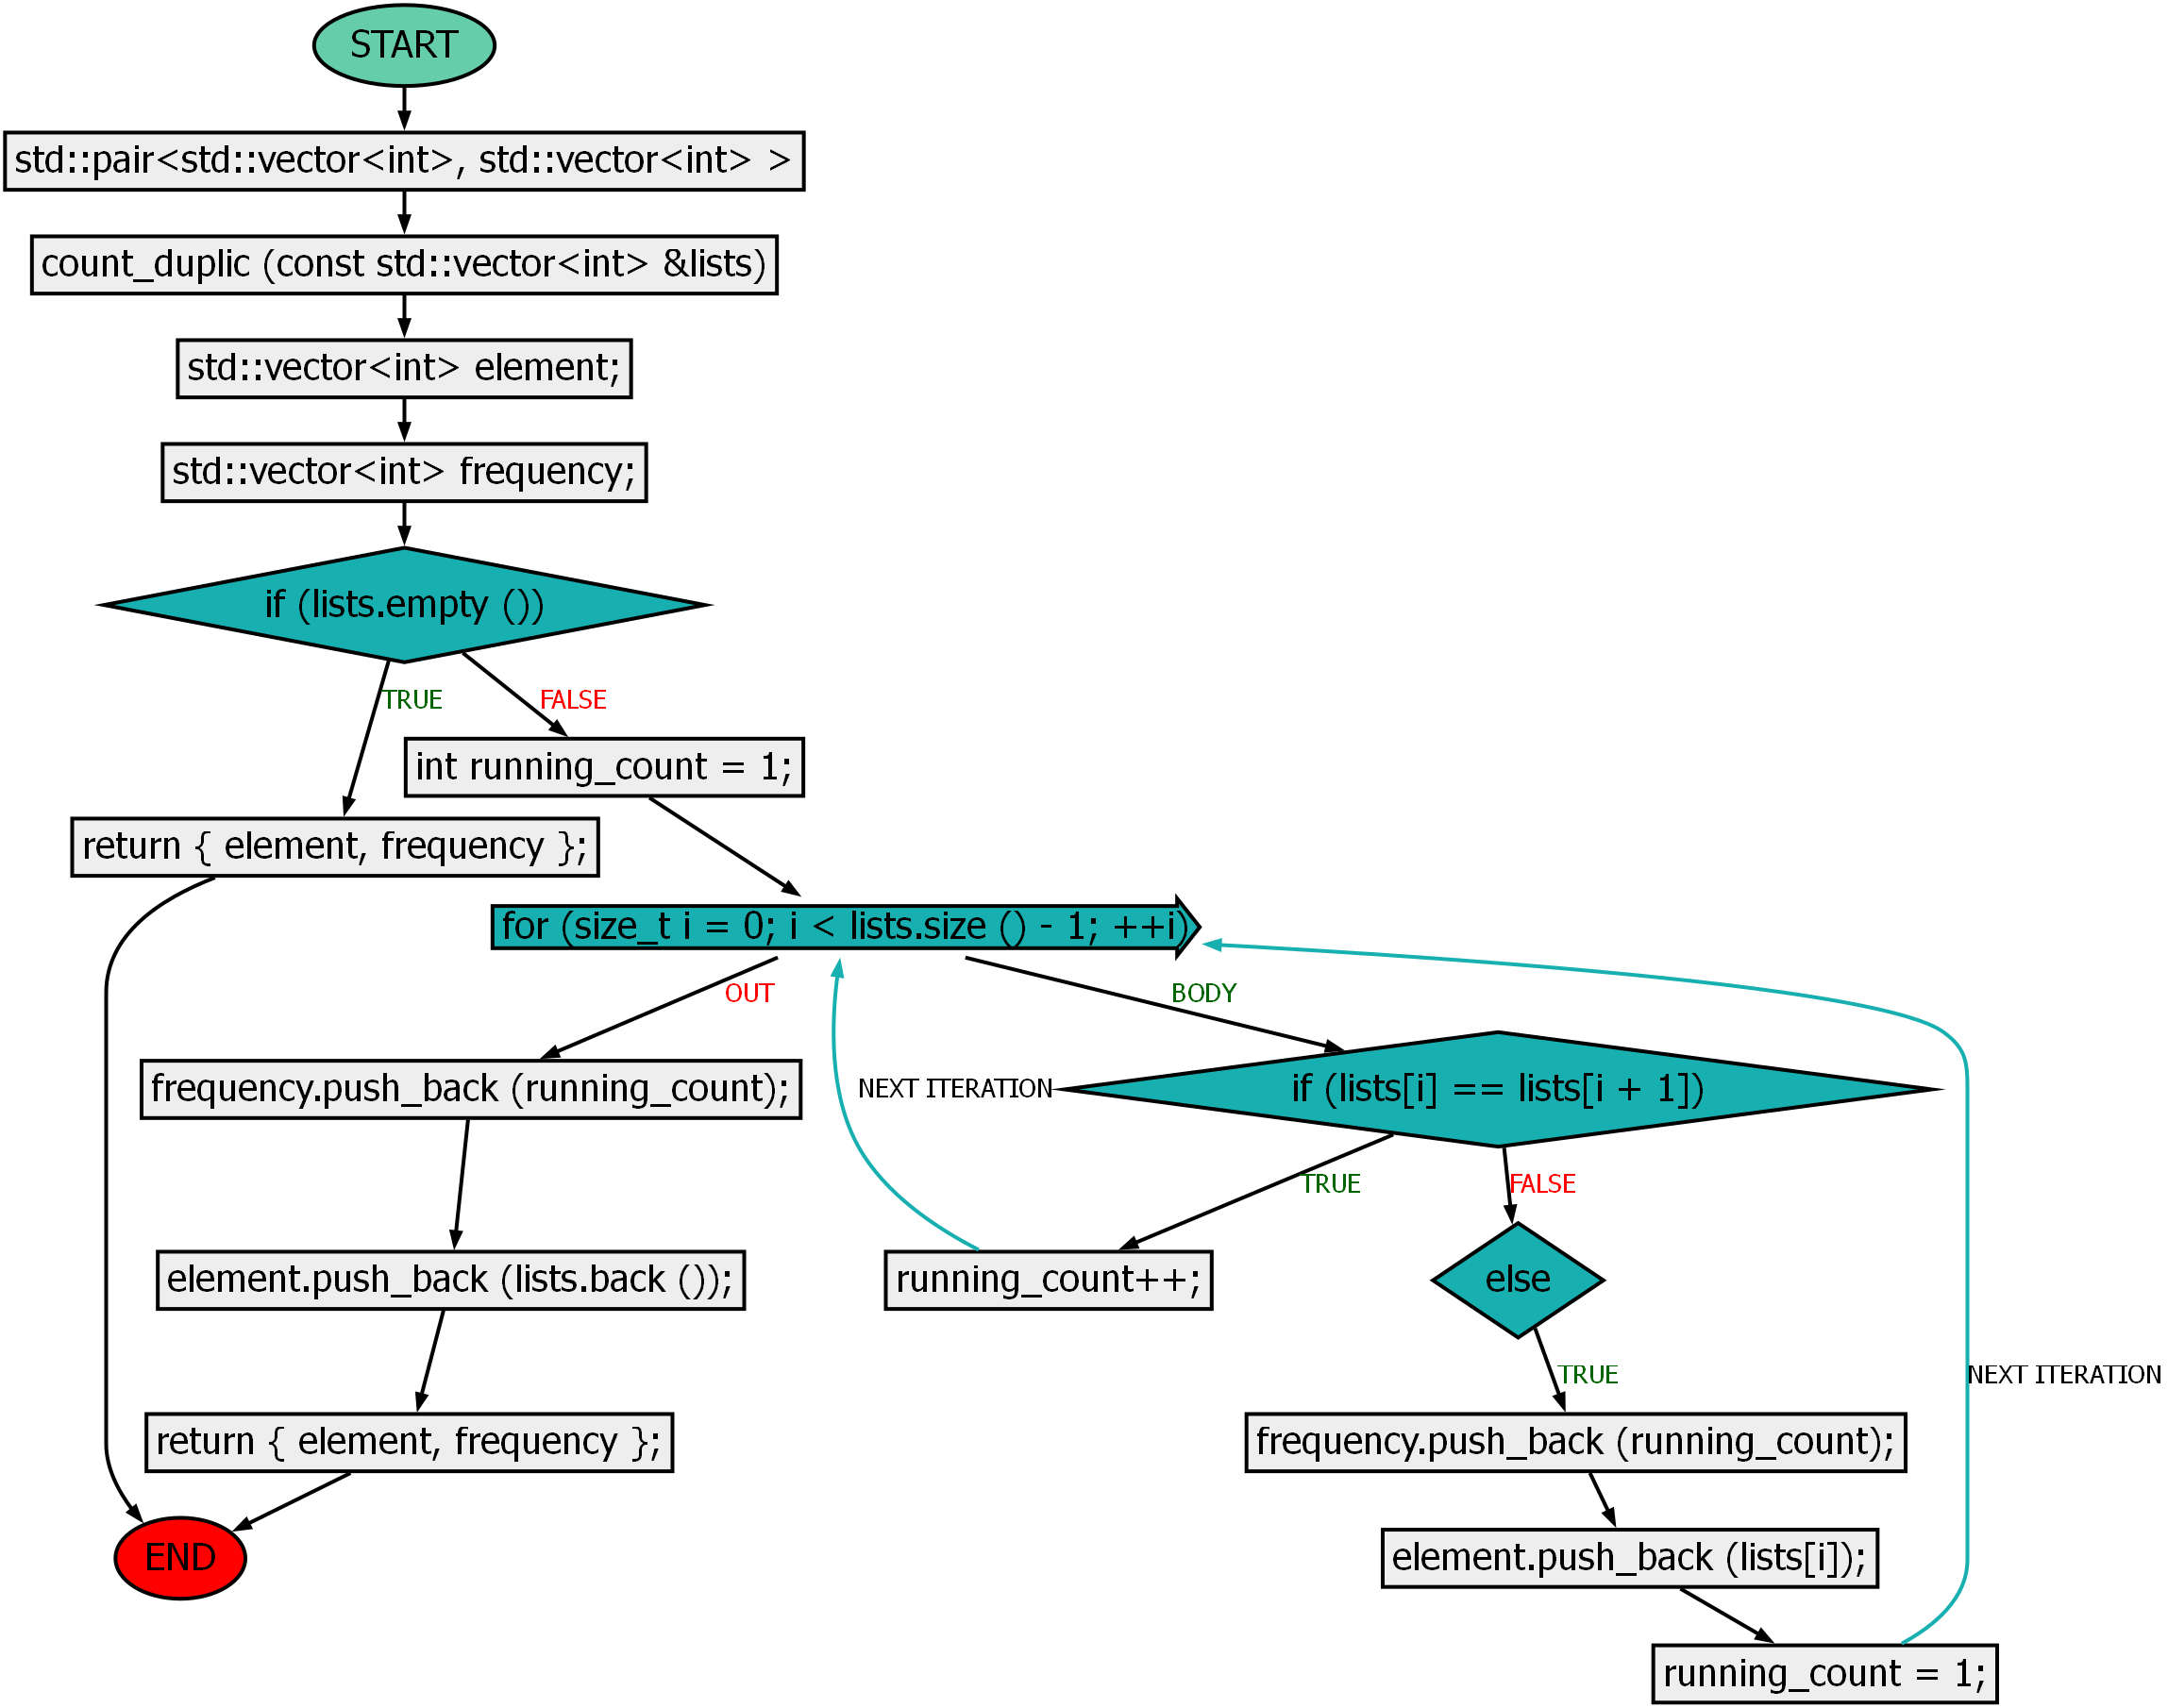 START
std::pair<std::vector<int>, std::vector<int> >
count_duplic (const std::vector<int> &lists)
std::vector<int> element;
std::vector<int> frequency;
if (lists.empty ())
TRUE
FALSE
int running_count = 1;
return { element, frequency };
for (size_t i = 0; i < lists.size () - 1; ++i)
OUT
BODY
frequency.push_back (running_count);
NEXT ITERATION
if (lists[i] == lists[i + 1])
TRUE
FALSE
element.push_back (lists.back ());
running_count++;
else
TRUE
NEXT ITERATION
return { element, frequency };
frequency.push_back (running_count);
END
element.push_back (lists[i]);
running_count = 1;